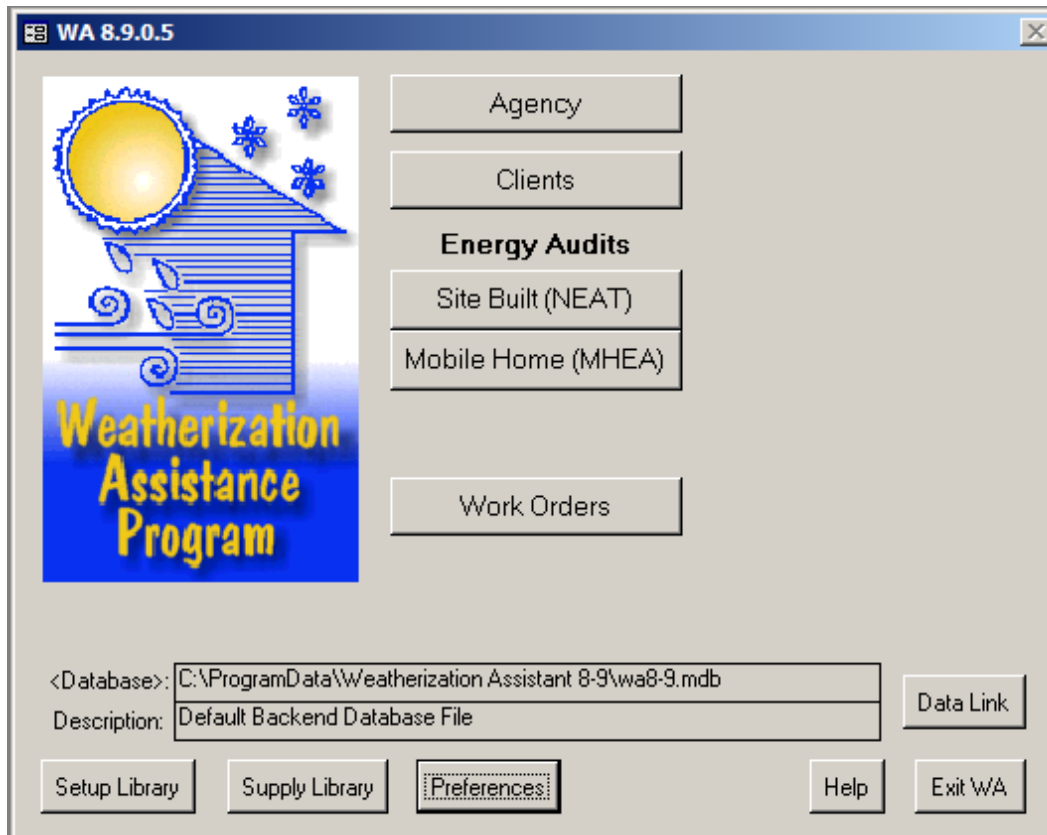 WA 8.9.0.5
Agency
Clients
Energy Audits
Site Built (NEAT)
Mobile Home (MHEA)
Weatherization
Assistance
Program
Work Orders
<Database>: C:\ProgramData\Weatherization Assistant 8-9\wa8-9.mdb
Description: Default Backend Database File
Data Link
Setup Library Supply Library Preferences Help Exit WA